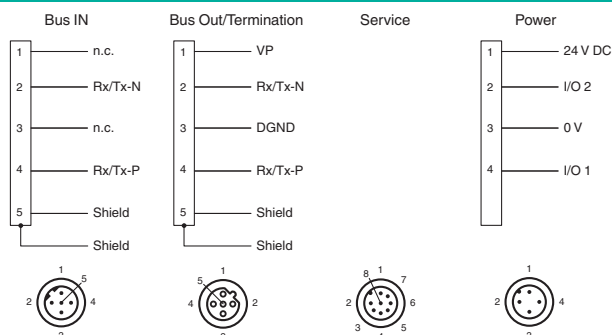 Bus IN
1 n.c.
2 Rx/Tx-N
3 n.c.
4 Rx/Tx-P
5 Shield
Shield
1
5
2 4
3
Bus Out/Termination
1 VP
2 Rx/Tx-N
3 DGND
4 Rx/Tx-P
5 Shield
Shield
1
5
4 2
3
Service
8 1 7
2 6
3 4 5
Power
1 24 V DC
2 I/O 2
3 0 V
4 I/O 1
1
2 4
3